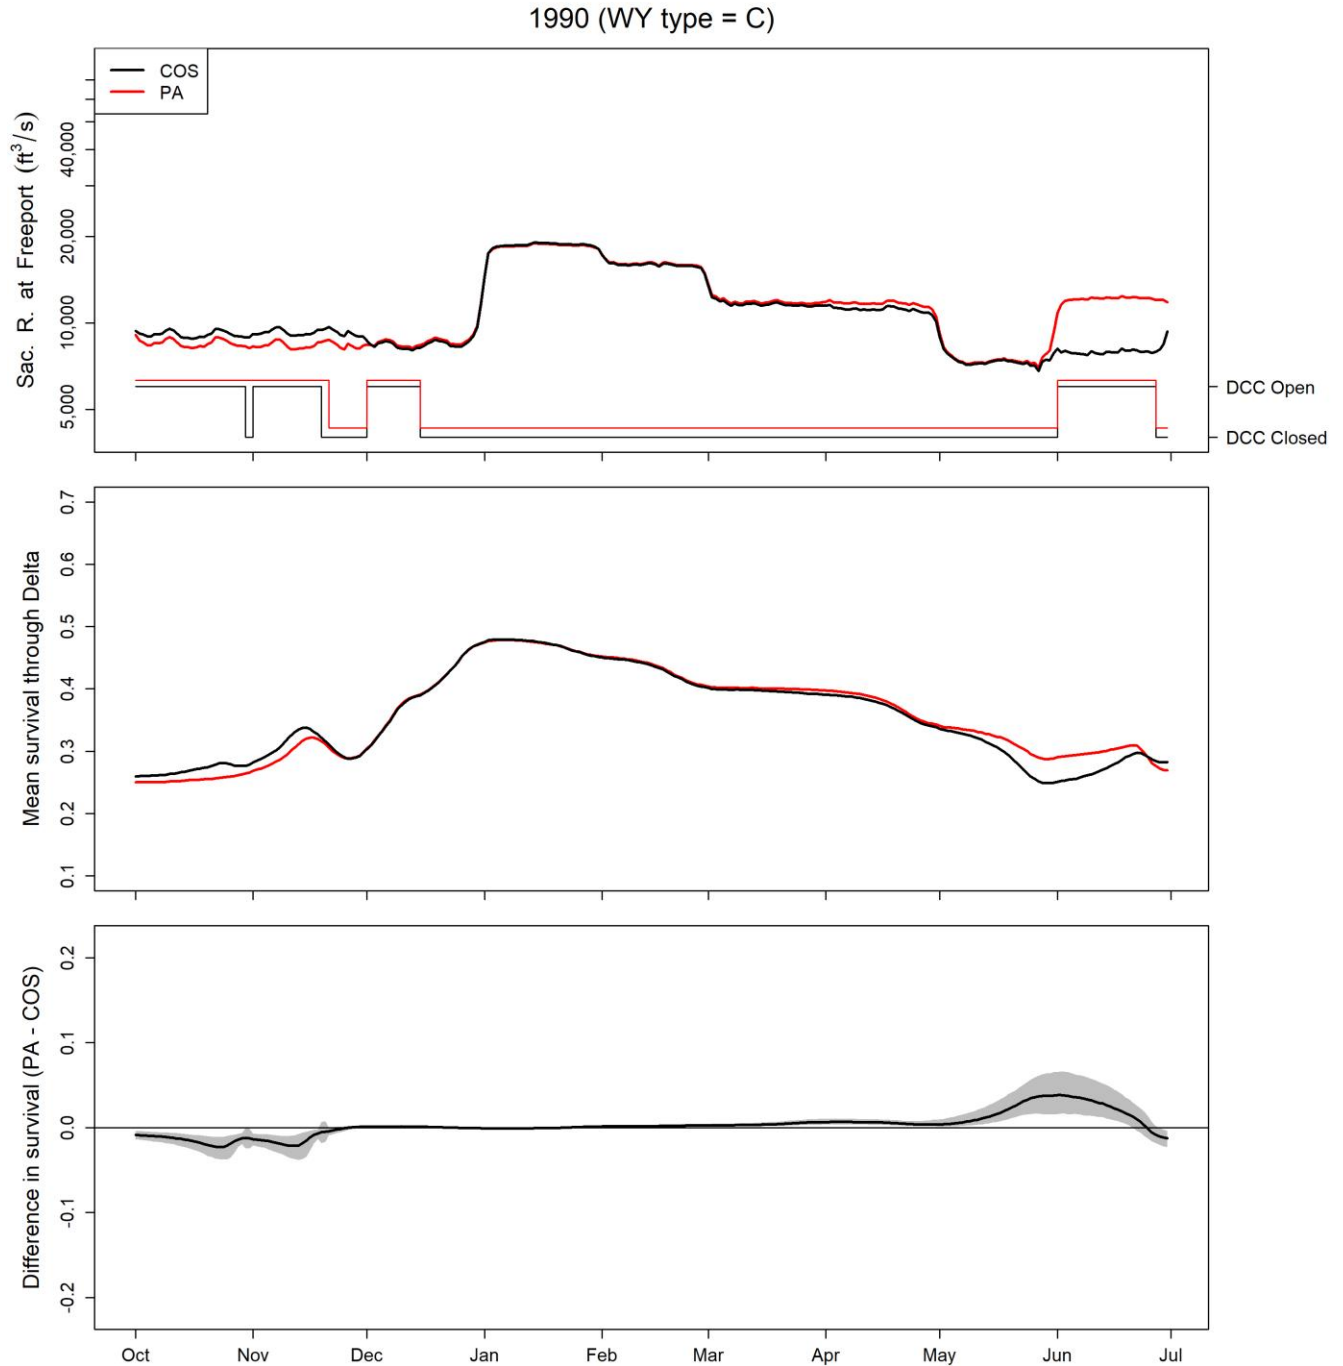 1990 (WY type = C)
COS
PA
Sac. R. at Freeport (ft³/s)
40,000
20,000
10,000
5,000
DCC Open
DCC Closed
Mean survival through Delta
0.7
0.6
0.5
0.4
0.3
0.2
0.1
Difference in survival (PA - COS)
0.2
0.1
0.0
-0.1
-0.2
Oct Nov Dec Jan Feb Mar Apr May Jun Jul